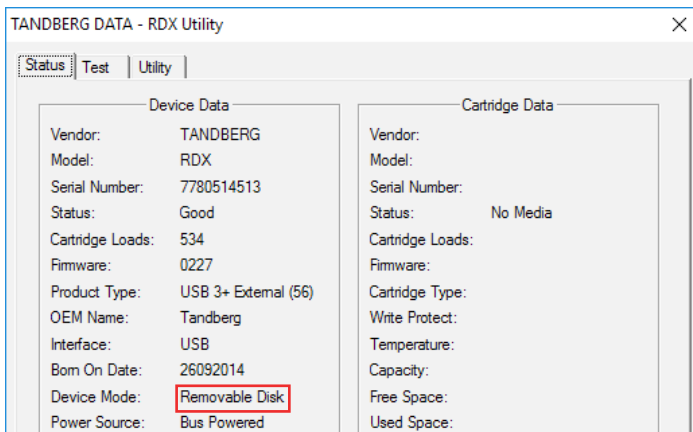 TANDBERG DATA - RDX Utility
Status Test Utility
Device Data
Vendor: TANDBERG
Model: RDX
Serial Number: 7780514513
Status: Good
Cartridge Loads: 534
Firmware: 0227
Product Type: USB 3+ External (56)
OEM Name: Tandberg
Interface: USB
Born On Date: 26092014
Device Mode: Removable Disk
Power Source: Bus Powered
Cartridge Data
Vendor:
Model:
Serial Number:
Status: No Media
Cartridge Loads:
Firmware:
Cartridge Type:
Write Protect:
Temperature:
Capacity:
Free Space:
Used Space: